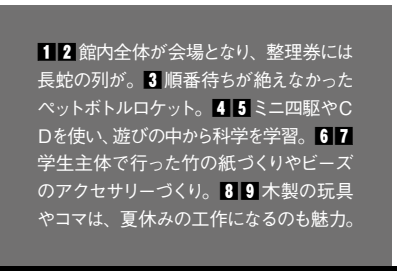 1 2 館内全体が会場となり、整理券には
長蛇の列が。3 順番待ちが絶えなかった
ペットボトルロケット。4 5 ミニ四駆やC
Dを使い、遊びの中から科学を学習。6 7
学生主体で行った竹の紙づくりやビーズ
のアクセサリーづくり。8 9 木製の玩具
やコマは、夏休みの工作になるのも魅力。